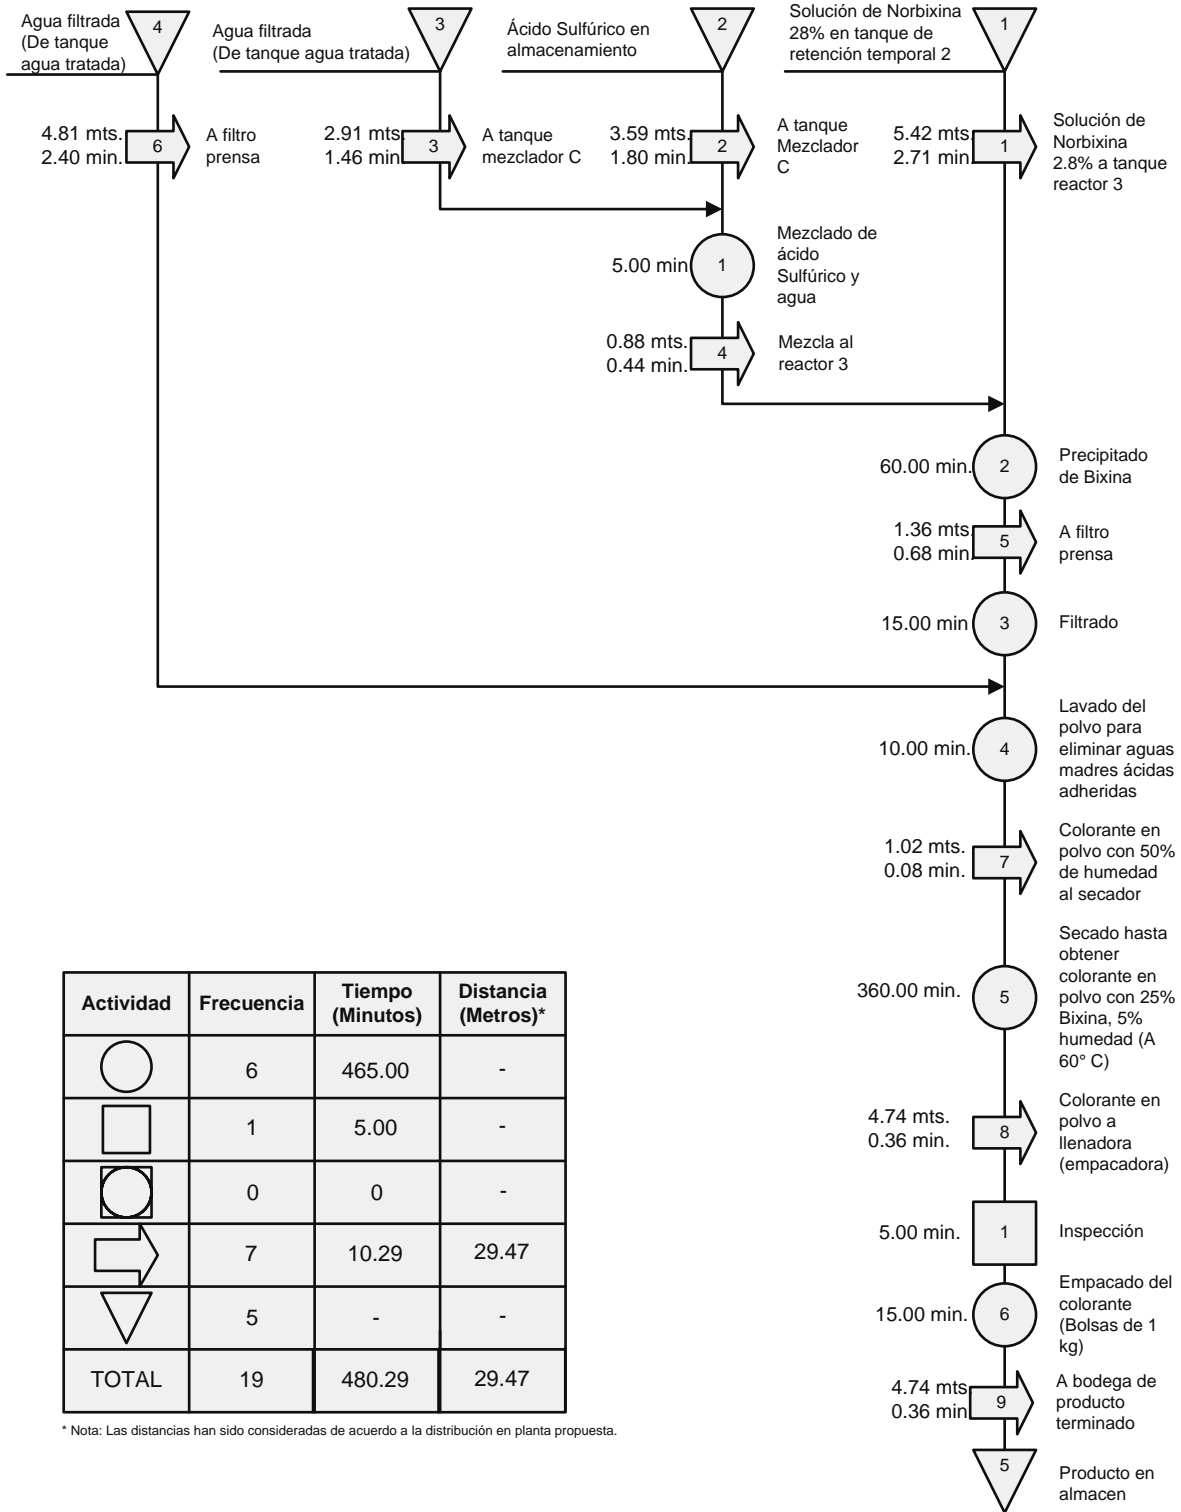 Agua filtrada
(De tanque
agua tratada)
4
Agua filtrada
(De tanque agua tratada)
3
Ácido Sulfúrico en
almacenamiento
2
Solución de Norbixina
28% en tanque de
retención temporal 2
1
4.81 mts.
2.40 min.
6
A filtro
prensa
2.91 mts.
1.46 min.
3
A tanque
mezclador C
3.59 mts.
1.80 min.
2
A tanque
Mezclador
C
5.42 mts.
2.71 min.
1
Solución de
Norbixina
2.8% a tanque
reactor 3
5.00 min.
1
Mezclado de
ácido
Sulfúrico y
agua
0.88 mts.
0.44 min.
4
Mezcla al
reactor 3
60.00 min.
2
Precipitado
de Bixina
1.36 mts.
0.68 min.
5
A filtro
prensa
15.00 min
3
Filtrado
10.00 min.
4
Lavado del
polvo para
eliminar aguas
madres ácidas
adheridas
1.02 mts.
0.08 min.
7
Colorante en
polvo con 50%
de humedad
al secador
360.00 min.
5
Secado hasta
obtener
colorante en
polvo con 25%
Bixina, 5%
humedad (A
60° C)
4.74 mts.
0.36 min.
8
Colorante en
polvo a
llenadora
(empacadora)
5.00 min.
1
Inspección
15.00 min.
6
Empacado del
colorante
(Bolsas de 1
kg)
4.74 mts
0.36 min
9
A bodega de
producto
terminado
5
Producto en
almacen
Actividad Frecuencia Tiempo (Minutos) Distancia (Metros)*
6 465.00 -
1 5.00 -
0 0 -
7 10.29 29.47
5 - -
TOTAL 19 480.29 29.47
* Nota: Las distancias han sido consideradas de acuerdo a la distribución en planta propuesta.